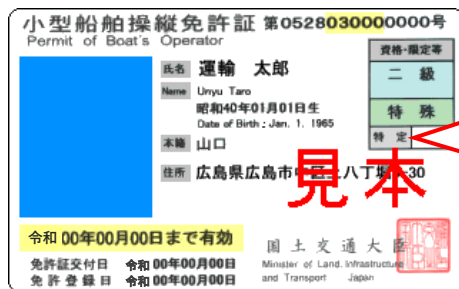 小型船舶操縦免許証 第0528030000000号
Permit of Boat's Operator
資格・限定等
氏名 運輸 太郎
二 級
Name Unyu Taro
昭和40年01月01日生
特 殊
Date of Birth : Jan. 1. 1965
特 定
本籍 山口
住所 広島県広島市中区上八丁堀 -30
見本
令和 00年00月00日まで有効
国土交通大臣
免許証交付日 令和 00年00月00日
Minister of Land. Infrastructure
免許登録日 令和 00年00月00日
and Transport Japan